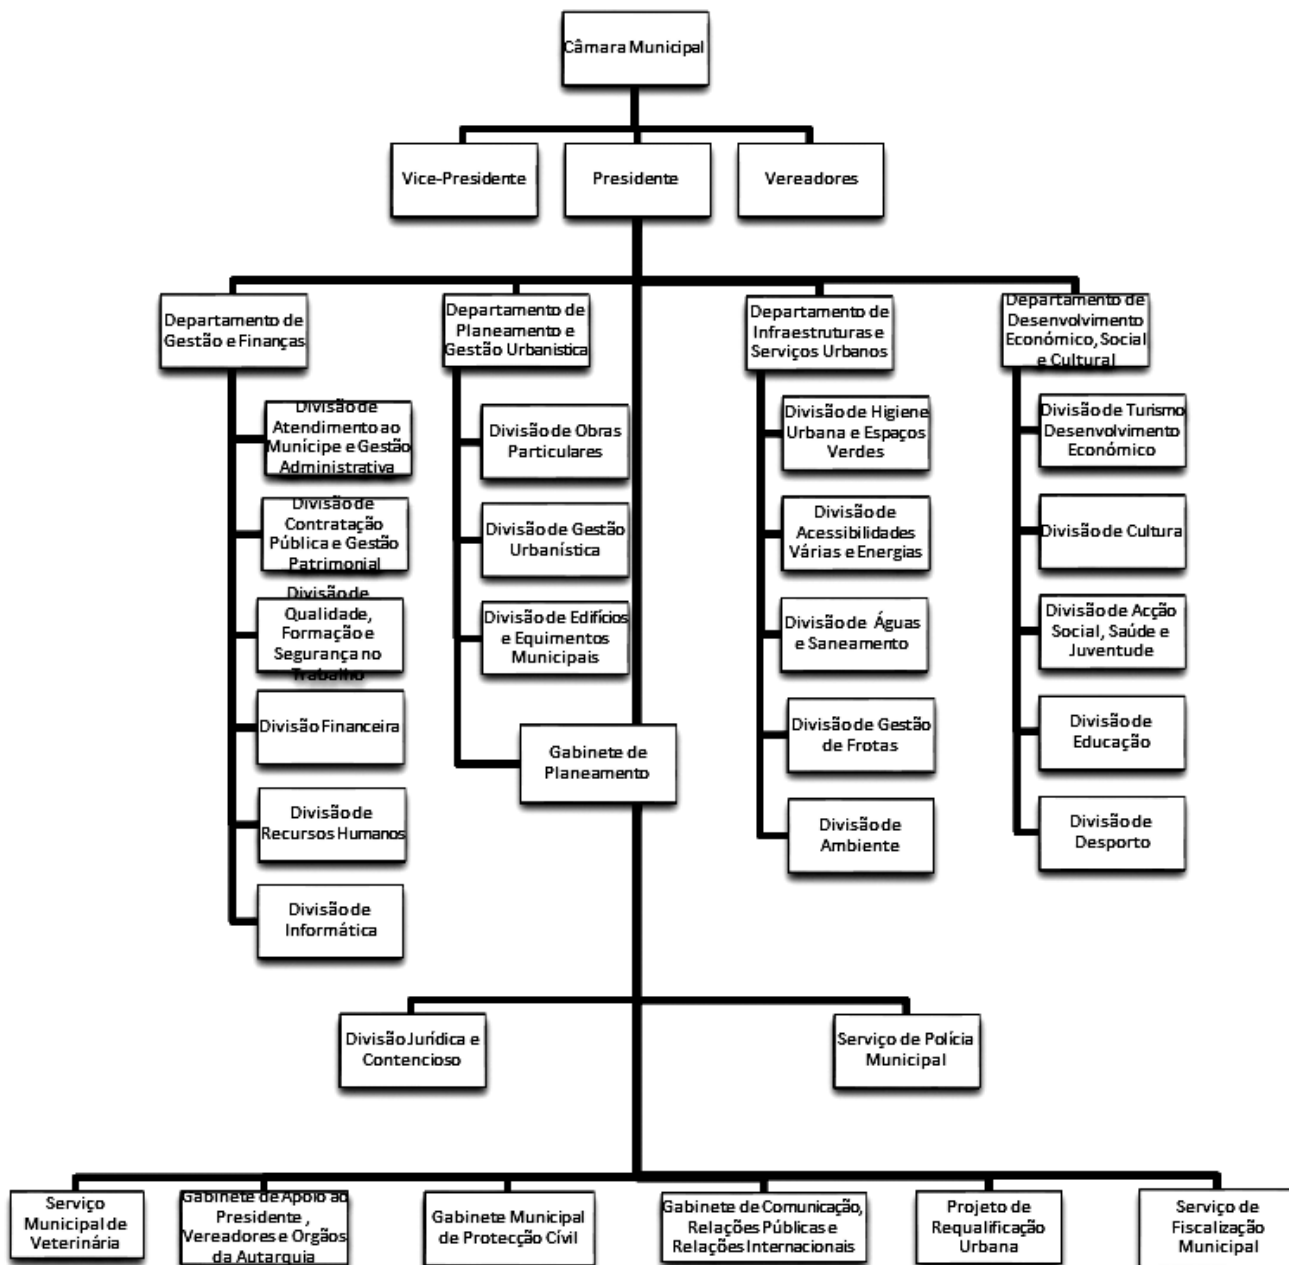 Câmara Municipal
Vice-Presidente
Presidente
Vereadores
Departamento de
Gestão e Finanças
Departamento de
Planeamento e
Gestão Urbanistica
Departamento de
Infraestruturas e
Serviços Urbanos
Departamento de
Desenvolvimento
Económico, Social
e Cultural
Divisão de
Atendimento ao
Munícipe e Gestão
Administrativa
Divisão de
Contratação
Pública e Gestão
Patrimonial
Divisão de
Qualidade,
Formação e
Segurança no
Trabalho
Divisão Financeira
Divisão de
Recursos Humanos
Divisão de
Informática
Divisão de Obras
Particulares
Divisão de Gestão
Urbanística
Divisão de Edifícios
e Equimentos
Municipais
Gabinete de
Planeamento
Divisão de Higiene
Urbana e Espaços
Verdes
Divisão de
Acessibilidades
Várias e Energias
Divisão de Águas
e Saneamento
Divisão de Gestão
de Frotas
Divisão de
Ambiente
Divisão de Turismo
Desenvolvimento
Económico
Divisão de Cultura
Divisão de Acção
Social, Saúde e
Juventude
Divisão de
Educação
Divisão de
Desporto
Divisão Jurídica e
Contencioso
Serviço de Polícia
Municipal
Serviço
Municipal de
Veterinária
Gabinete de Apoio ao
Presidente ,
Vereadores e Orgãos
da Autarquia
Gabinete Municipal
de Protecção Cívil
Gabinete de Comunicação,
Relações Públicas e
Relações Internacionais
Projeto de
Requalificação
Urbana
Serviço de
Fiscalização
Municipal